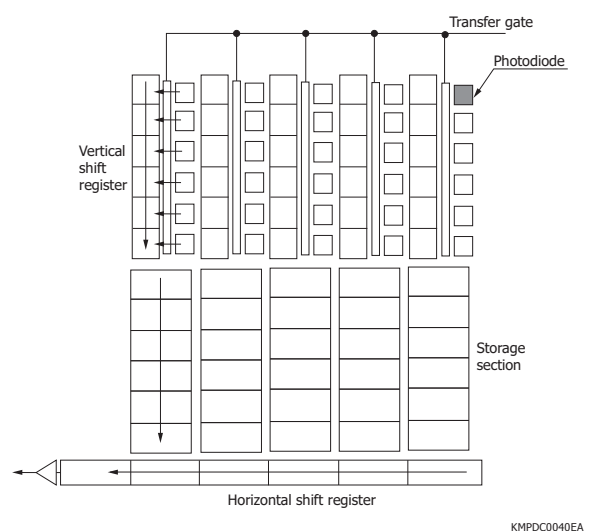 Transfer gate
Photodiode
Vertical
shift
register
Storage
section
Horizontal shift register
KMPDC0040EA